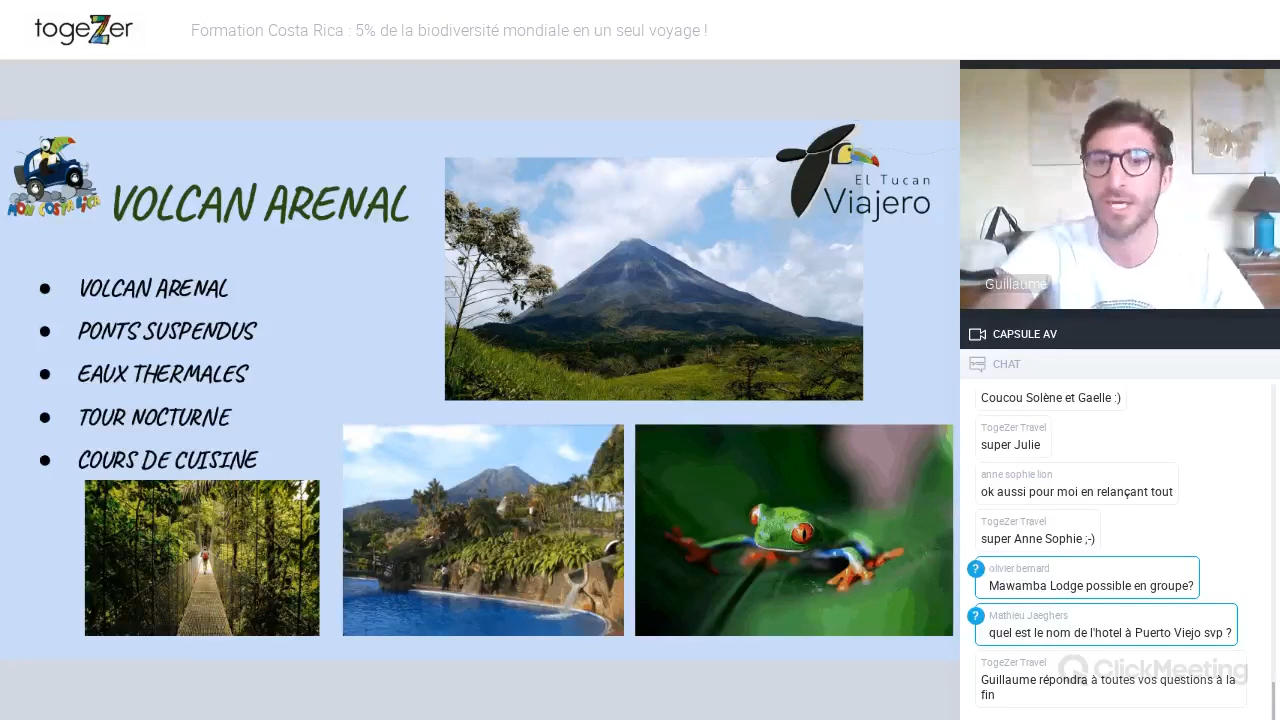 togeZer
Formation Costa Rica : 5% de la biodiversité mondiale en un seul voyage !
MON COSTA RICA
VOLCAN ARENAL
El Tucan
Viajero
● VOLCAN ARENAL
● PONTS SUSPENDUS
● EAUX THERMALES
● TOUR NOCTURNE
● COURS DE CUISINE
Guillaume
CAPSULE AV
CHAT
Coucou Solène et Gaelle :)
TogeZer Travel
super Julie
anne sophie lion
ok aussi pour moi en relançant tout
TogeZer Travel
super Anne Sophie ;-)
?
olivier bernard
Mawamba Lodge possible en groupe?
?
Mathieu Jaeghers
quel est le nom de l'hotel à Puerto Viejo svp ?
TogeZer Travel
ClickMeeting
Guillaume répondra à toutes vos questions à la
fin